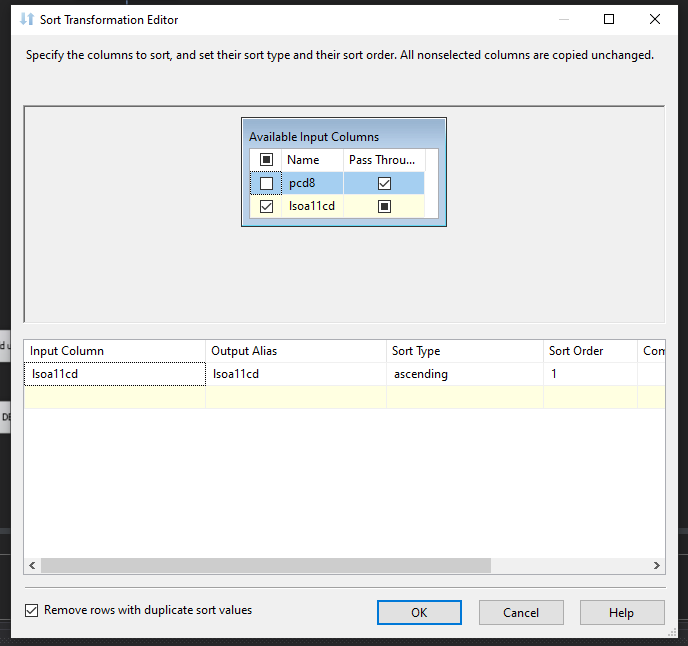 Sort Transformation Editor
Specify the columns to sort, and set their sort type and their sort order. All nonselected columns are copied unchanged.
Available Input Columns
Name Pass Throu...
pcd8
lsoa11cd
Input Column Output Alias Sort Type Sort Order Com
lsoa11cd lsoa11cd ascending 1
Remove rows with duplicate sort values
OK Cancel Help